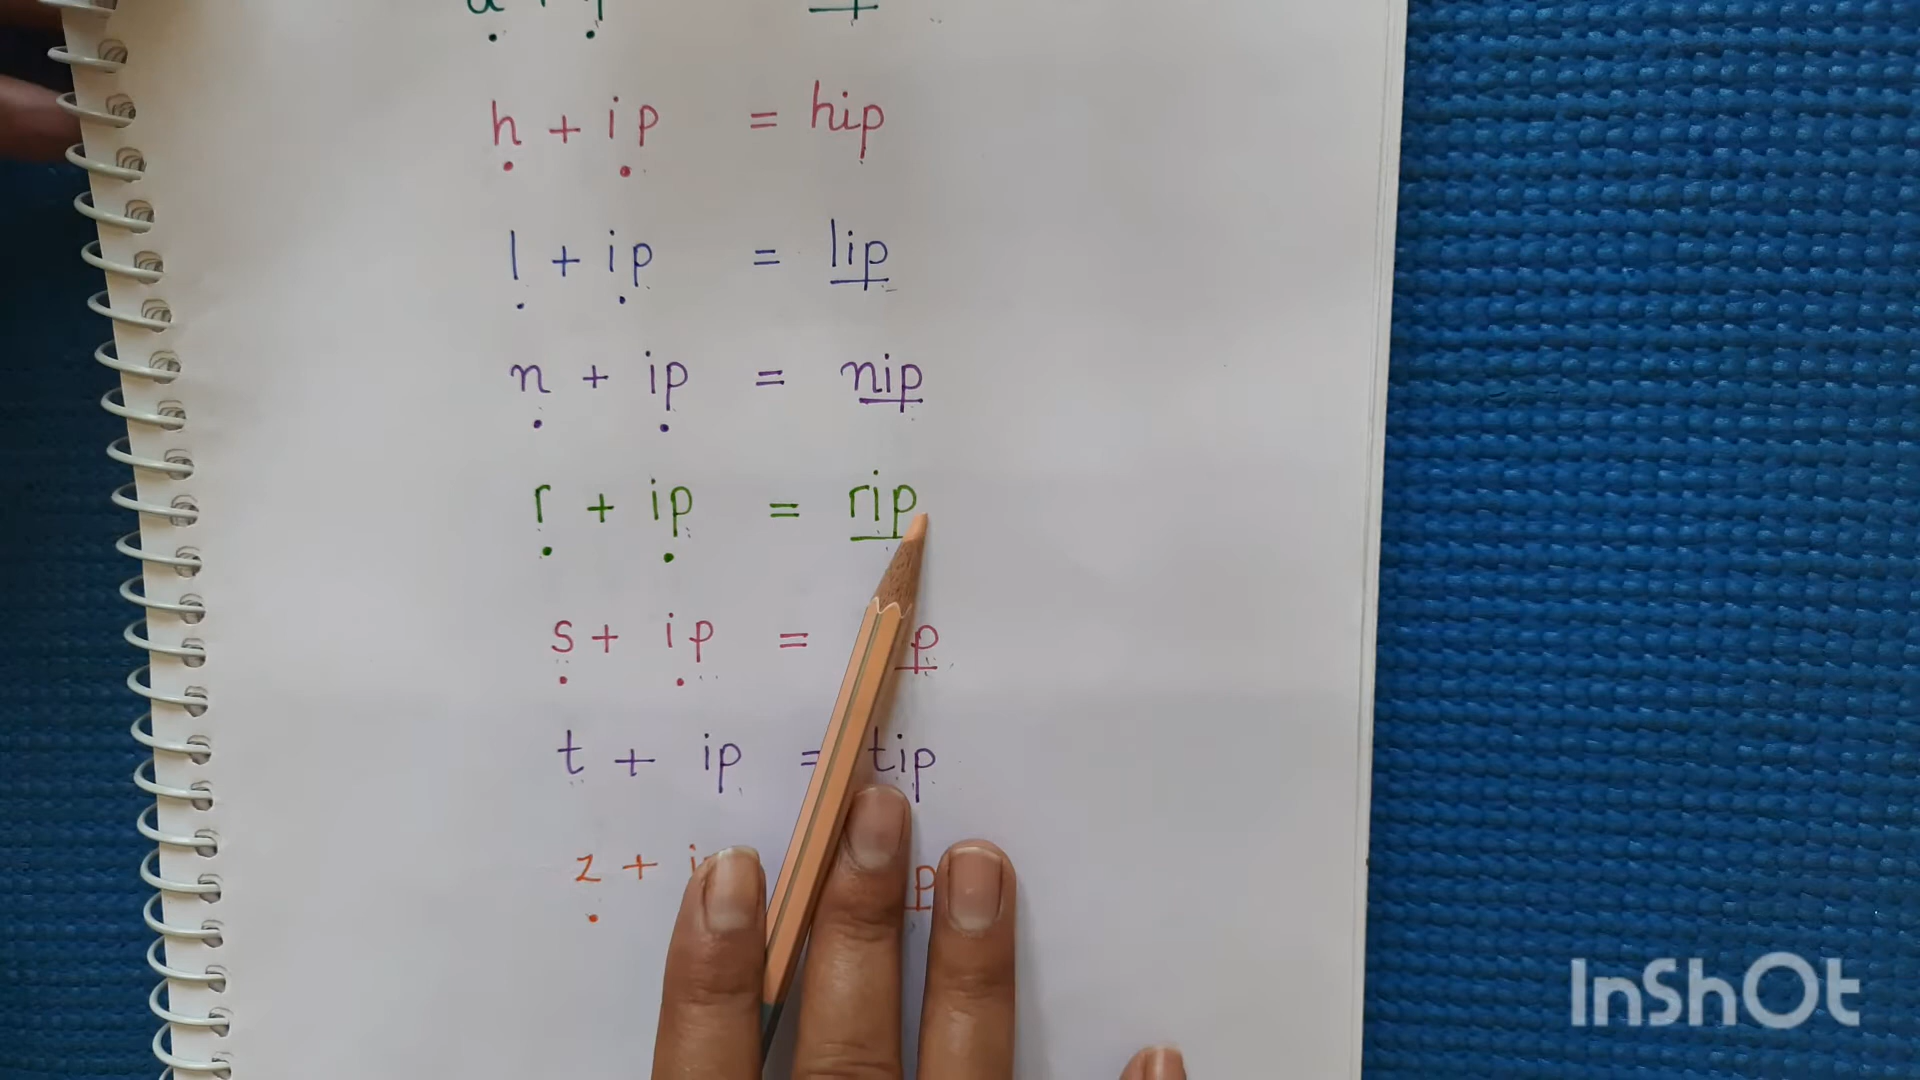 h + ip = hip
l + ip = lip
n + ip = nip
r + ip = rip
s + ip = p
t + ip = tip
z + i p
InShOt